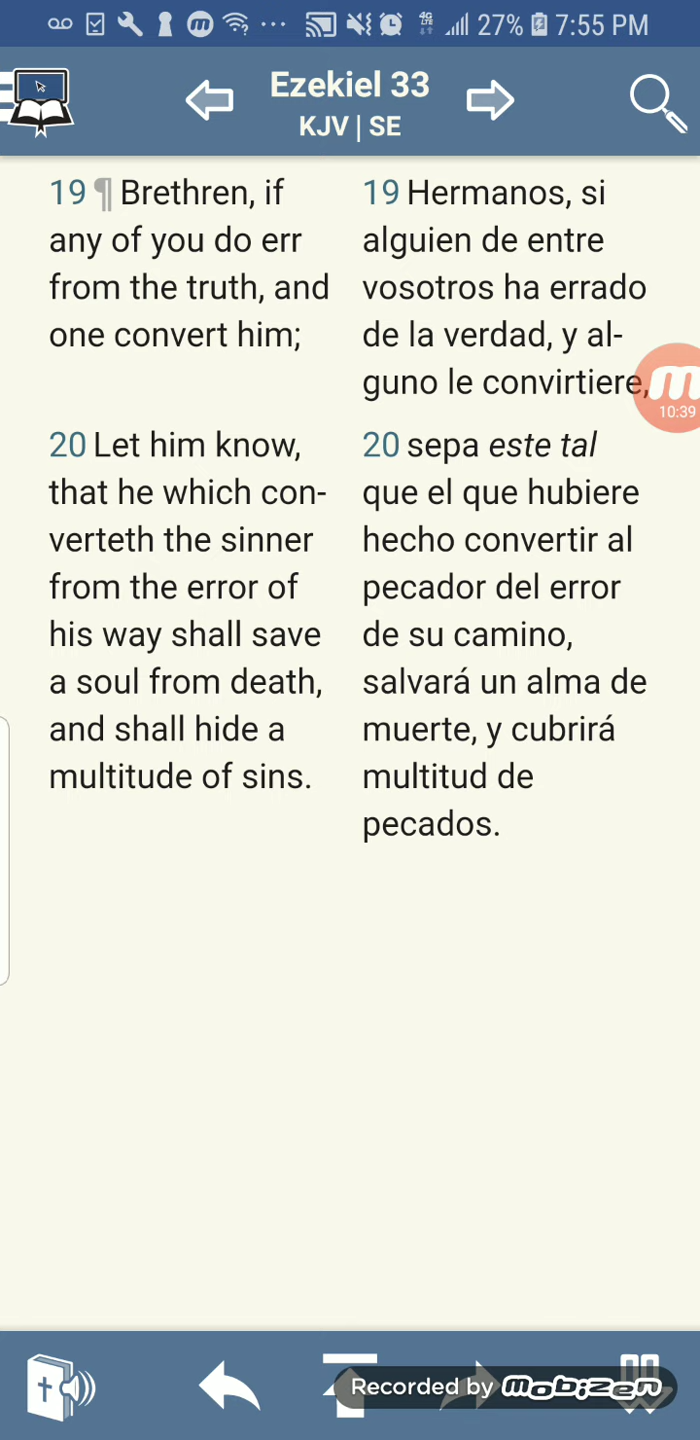 27% 7:55 PM
Ezekiel 33
KJV | SE
19 ¶ Brethren, if
any of you do err
from the truth, and
one convert him;
20 Let him know,
that he which con-
verteth the sinner
from the error of
his way shall save
a soul from death,
and shall hide a
multitude of sins.
19 Hermanos, si
alguien de entre
vosotros ha errado
de la verdad, y al-
guno le convirtiere,
20 sepa este tal
que el que hubiere
hecho convertir al
pecador del error
de su camino,
salvará un alma de
muerte, y cubrirá
multitud de
pecados.
m
10:39
Recorded by mobizen